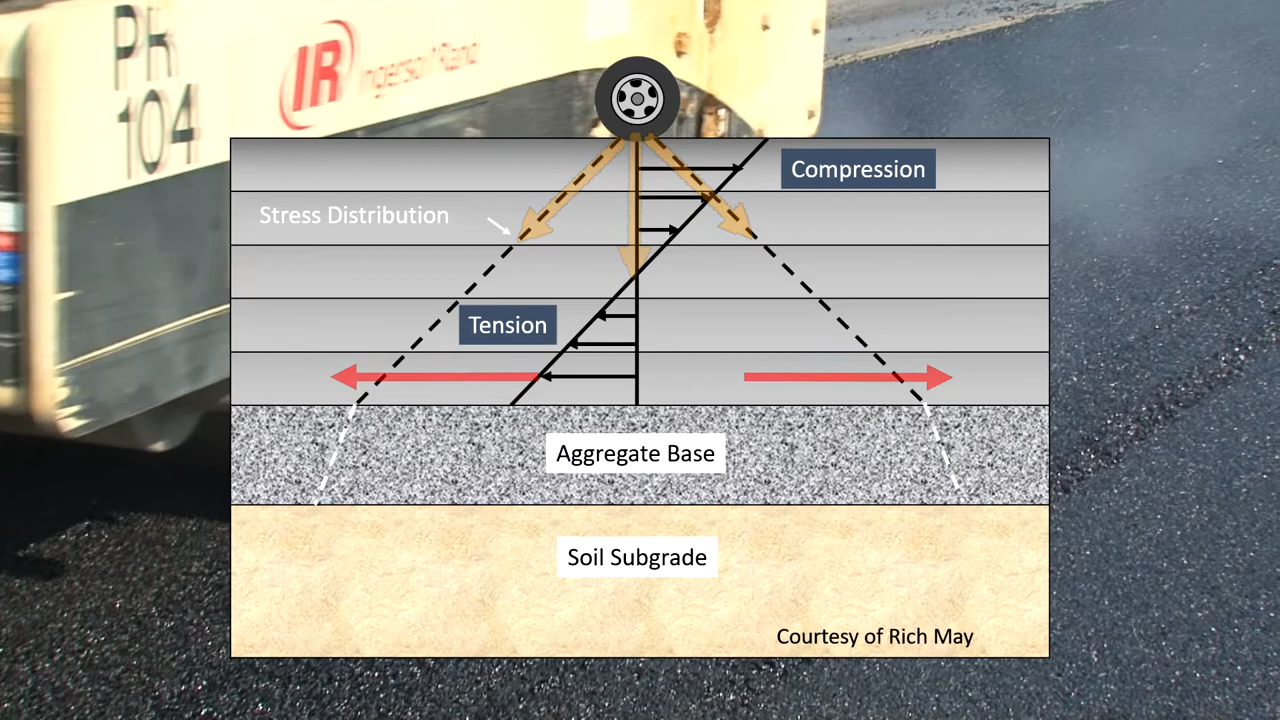 PR
104
IR Ingersoll Rand
Compression
Stress Distribution
Tension
Aggregate Base
Soil Subgrade
Courtesy of Rich May